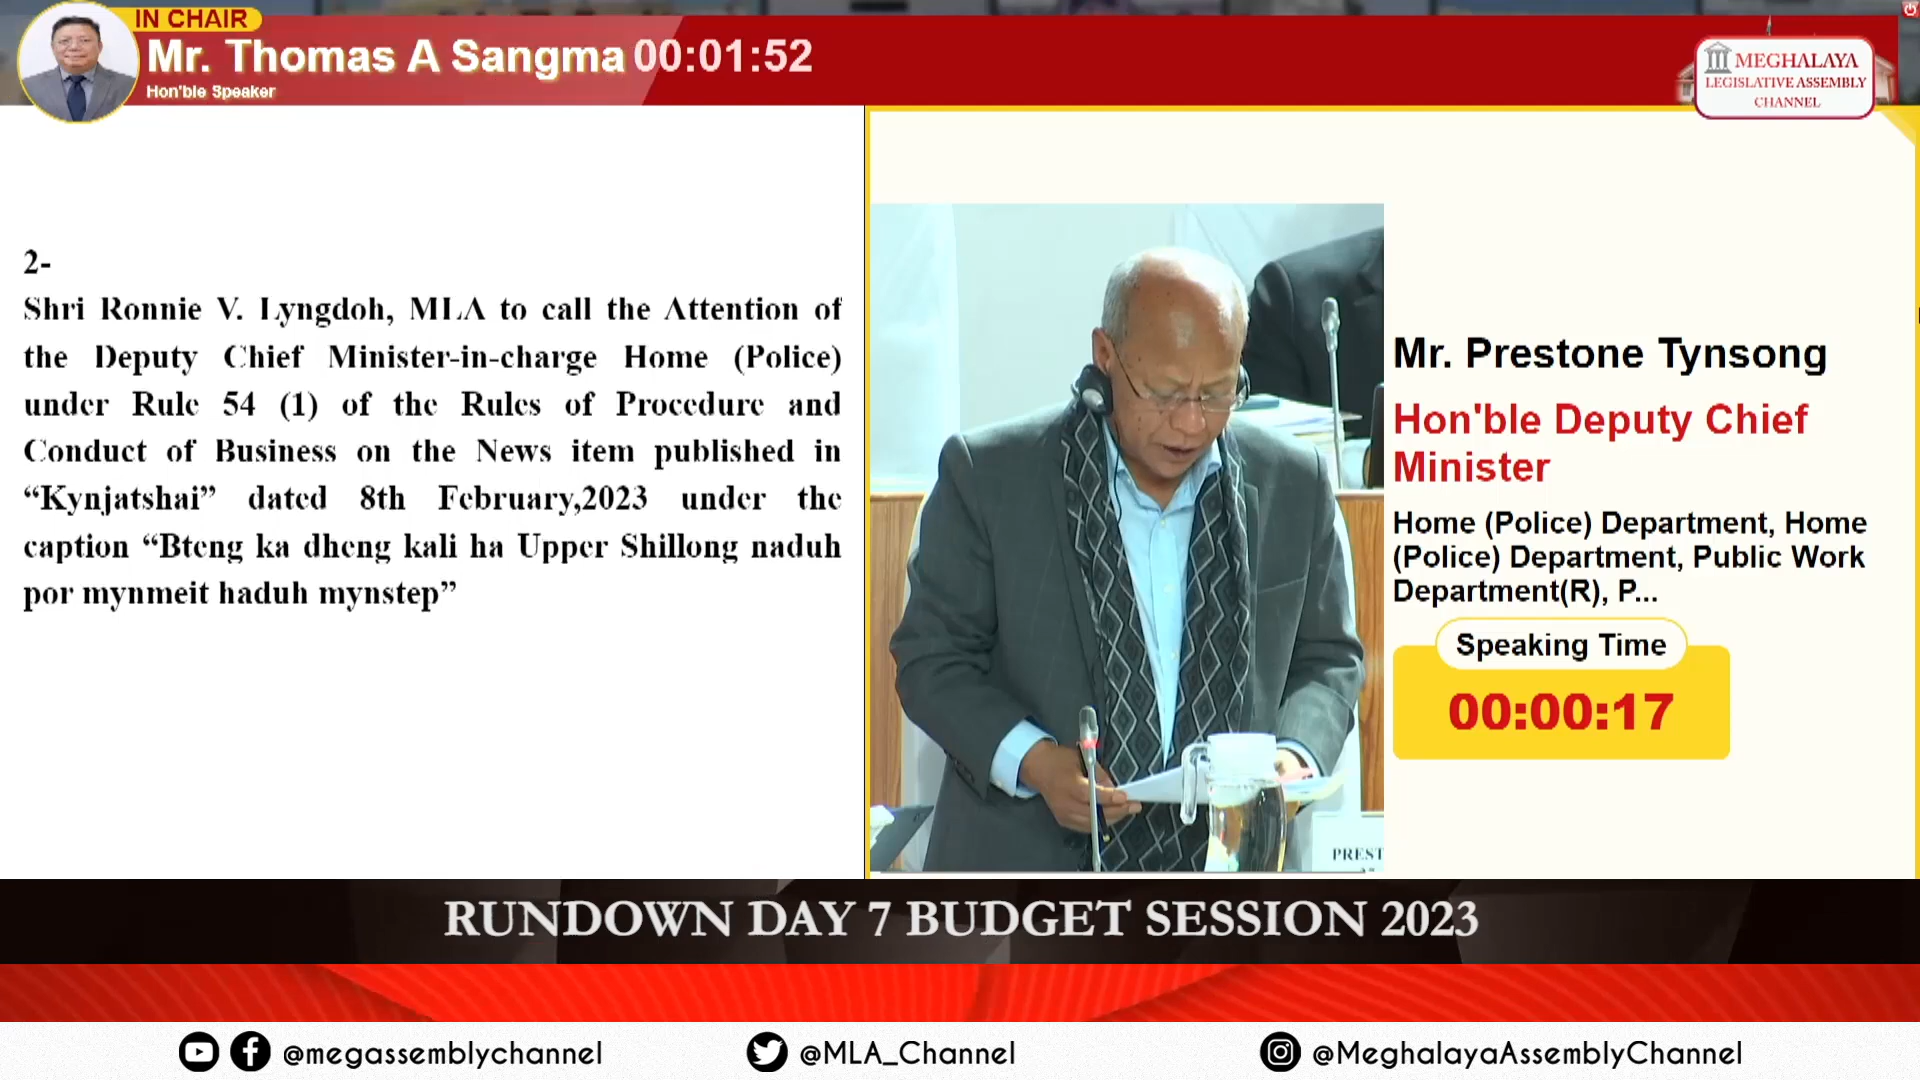 IN CHAIR
Mr. Thomas A Sangma 00:01:52
Hon'ble Speaker
MEGHALAYA
LEGISLATIVE ASSEMBLY
CHANNEL
2-
Shri Ronnie V. Lyngdoh, MLA to call the Attention of
the Deputy Chief Minister-in-charge Home (Police)
under Rule 54 (1) of the Rules of Procedure and
Conduct of Business on the News item published in
“Kynjatshai” dated 8th February,2023 under the
caption “Bteng ka dheng kali ha Upper Shillong naduh
por mynmeit haduh mynstep”
Mr. Prestone Tynsong
Hon'ble Deputy Chief
Minister
Home (Police) Department, Home
(Police) Department, Public Work
Department(R), P...
Speaking Time
00:00:17
PREST
RUNDOWN DAY 7 BUDGET SESSION 2023
@megassemblychannel
@MLA_Channel
@MeghalayaAssemblyChannel